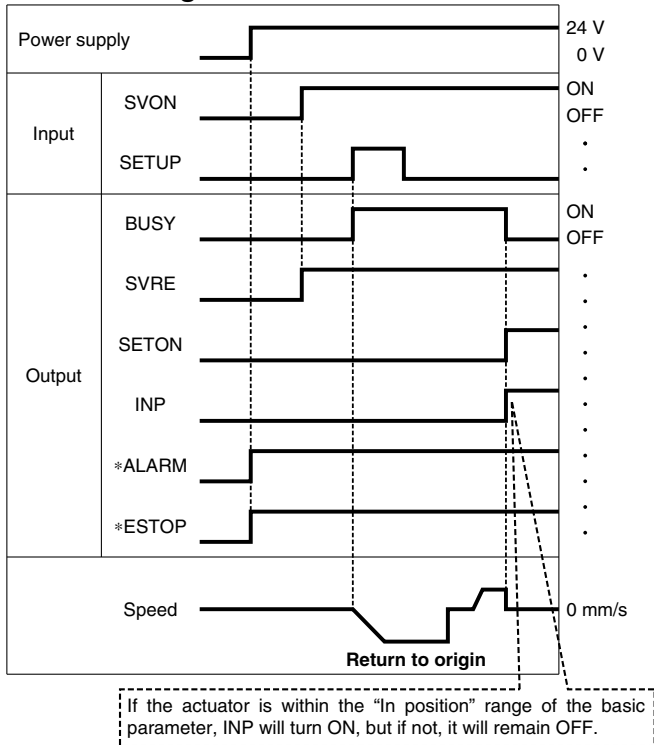 Power supply
24 V
0 V
Input
SVON
ON
OFF
SETUP
Output
BUSY
ON
OFF
SVRE
SETON
INP
*ALARM
*ESTOP
Speed
0 mm/s
Return to origin
If the actuator is within the “In position” range of the basic
parameter, INP will turn ON, but if not, it will remain OFF.